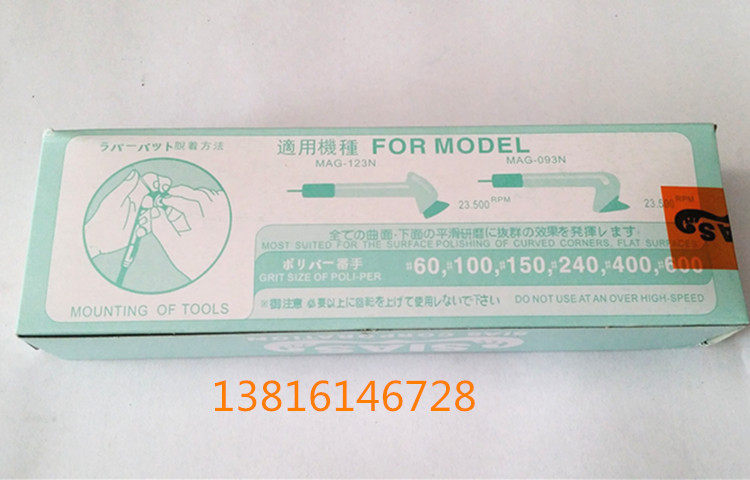 ラバーパット脱着方法
適用機種 FOR MODEL
MAG-123N
MAG-093N
23.500 RPM
23.500 RPM
全ての曲面·下面の平滑研磨に抜群の効果を発揮します
MOST SUITED FOR THE SURFACE POLISHING OF CURVED CORNERS, FLAT SURFACES
ポリパー番手
GRIT SIZE OF POLI-PER
#60,#100,#150,#240,#400,#600
※御注意 必要以上に回転を上げて使用しないで下さい
DO NOT USE AT AN OVER HIGH-SPEED
MOUNTING OF TOOLS
13816146728